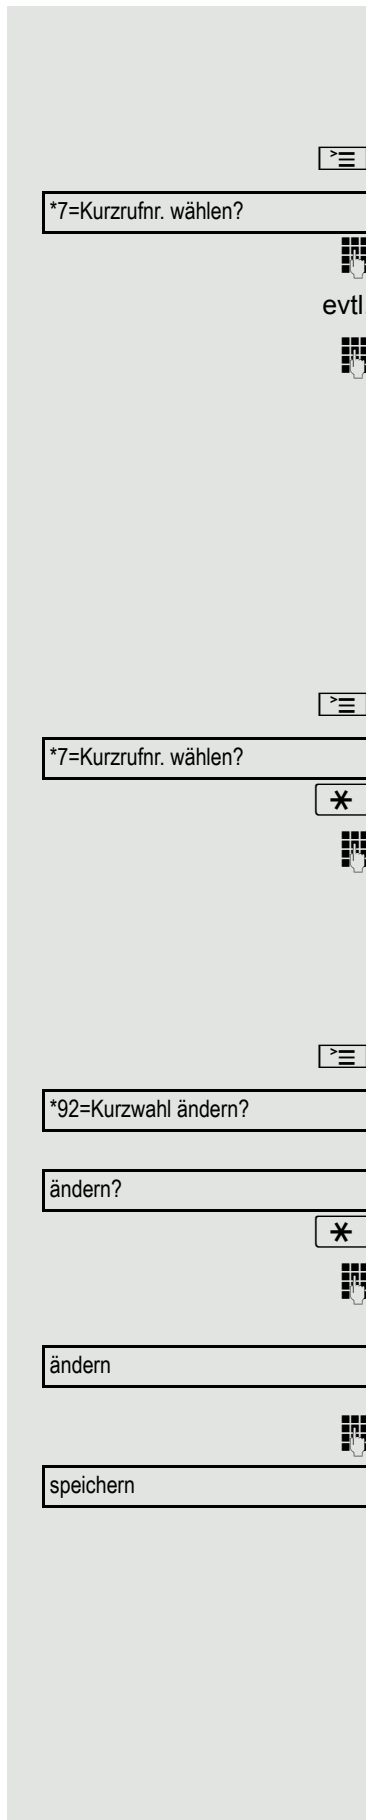 *7=Kurzrufnr. wählen?
evtl
*7=Kurzrufnr. wählen?
*92=Kurzwahl ändern?
ändern?
ändern
speichern